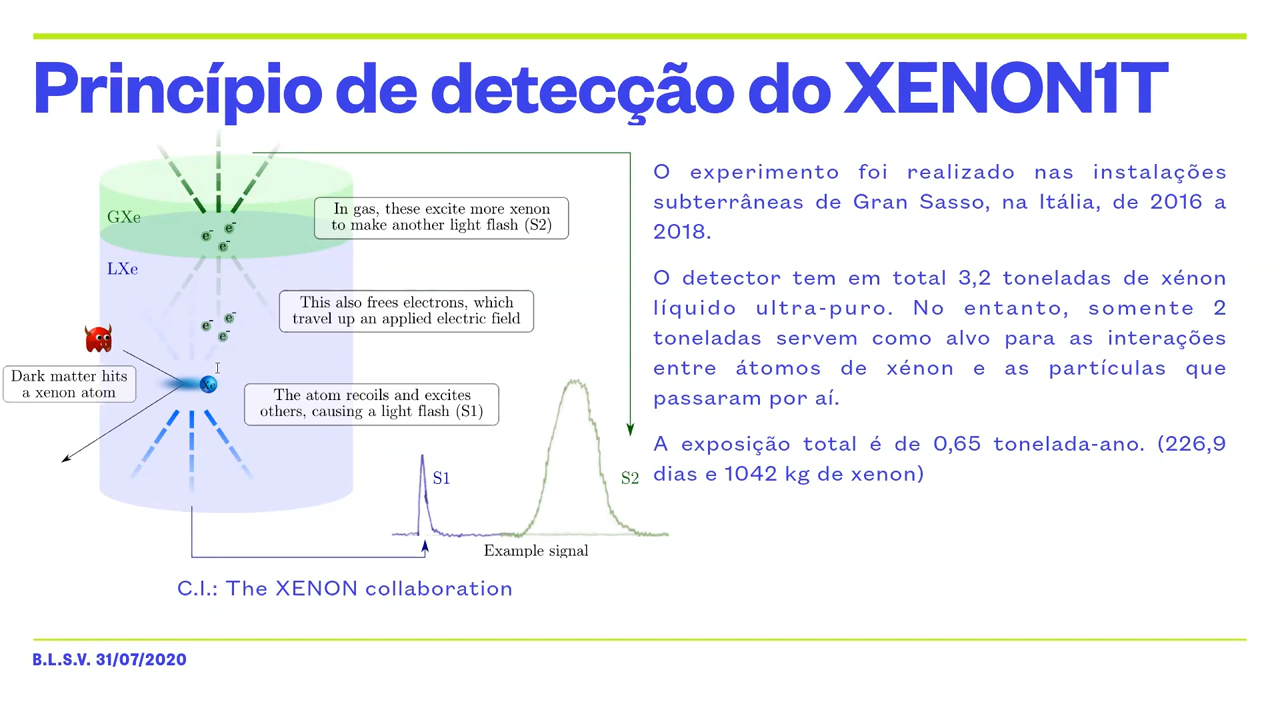 Princípio de detecção do XENON1T
GXe
e-
e-
e-
In gas, these excite more xenon
to make another light flash (S2)
LXe
This also frees electrons, which
travel up an applied electric field
e-
e-
e-
Dark matter hits
a xenon atom
Xe
The atom recoils and excites
others, causing a light flash (S1)
S1
S2
Example signal
C.I.: The XENON collaboration
O experimento foi realizado nas instalações
subterrâneas de Gran Sasso, na Itália, de 2016 a
2018.
O detector tem em total 3,2 toneladas de xénon
líquido ultra-puro. No entanto, somente 2
toneladas servem como alvo para as interações
entre átomos de xénon e as partículas que
passaram por aí.
A exposição total é de 0,65 tonelada-ano. (226,9
dias e 1042 kg de xenon)
B.L.S.V. 31/07/2020